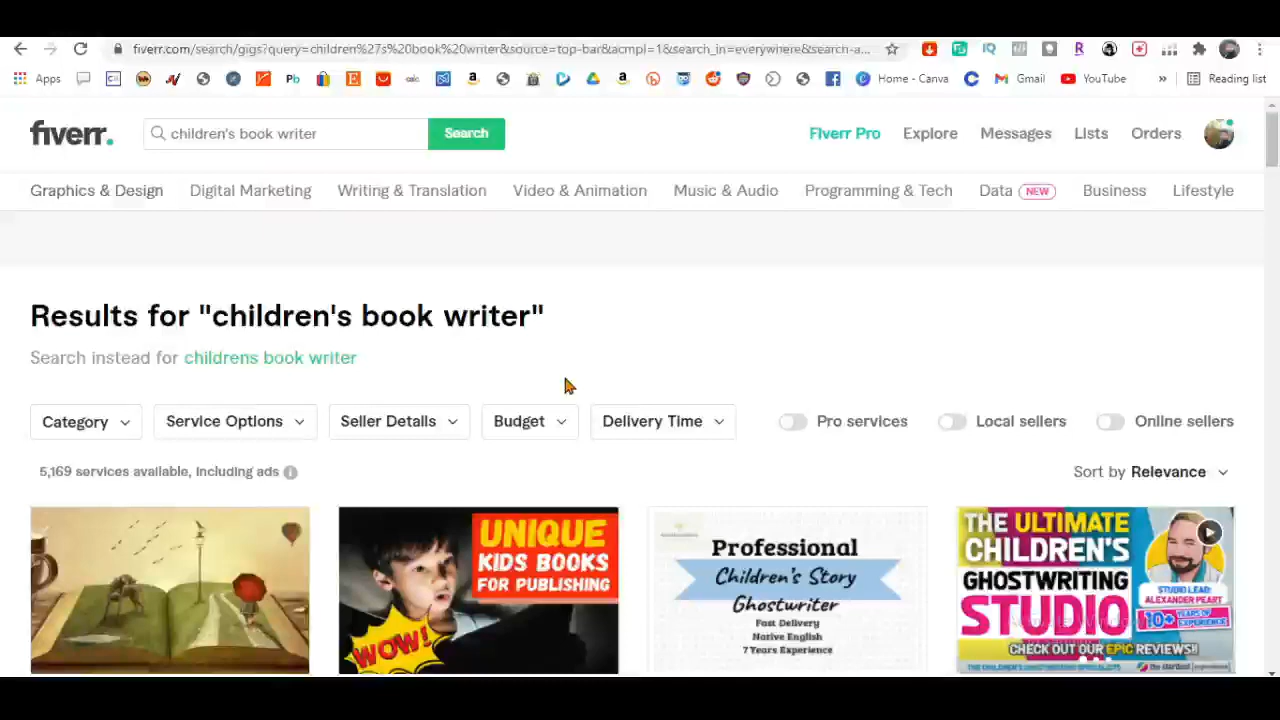 fiverr.com/search/gigs?query=children%27s%20book%20writer&source=top-bar&acmpl=1&search_in=everywhere&search-a...
Apps
Home - Canva
Gmail
YouTube
Reading list
fiverr.
children's book writer
Search
Fiverr Pro
Explore
Messages
Lists
Orders
Graphics & Design
Digital Marketing
Writing & Translation
Video & Animation
Music & Audio
Programming & Tech
Data NEW
Business
Lifestyle
Results for "children's book writer"
Search instead for childrens book writer
Category
Service Options
Seller Details
Budget
Delivery Time
Pro services
Local sellers
Online sellers
5,169 services available, including ads
Sort by Relevance
UNIQUE
KIDS BOOKS
FOR PUBLISHING
WOW!
Professional
Children's Story
Ghostwriter
Fast Delivery
Native English
7 Years Experience
THE ULTIMATE
CHILDREN'S
GHOSTWRITING
STUDIO
STUDIO LEAD:
ALEXANDER PEART
10+ YEARS OF
EXPERIENCE
CHECK OUT OUR EPIC REVIEWS!!